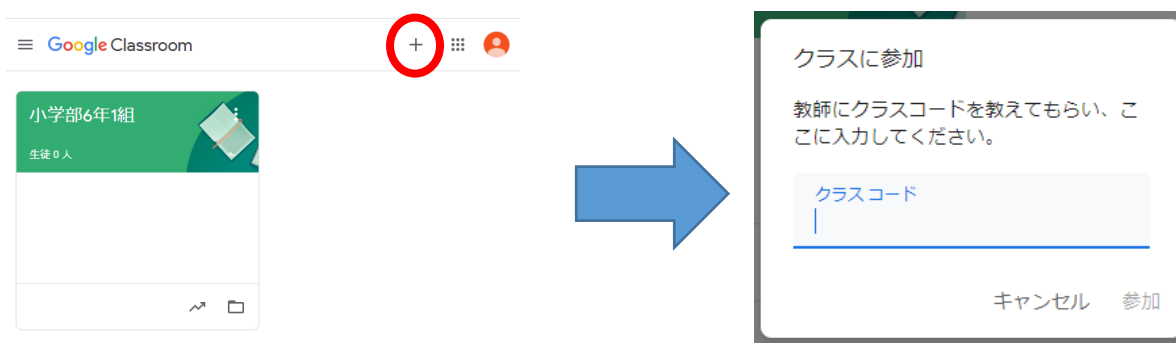 Google Classroom
小学部6年1組
生徒 0 人
クラスに参加
教師にクラスコードを教えてもらい、こ
こに入力してください。
クラス コード
キャンセル 参加